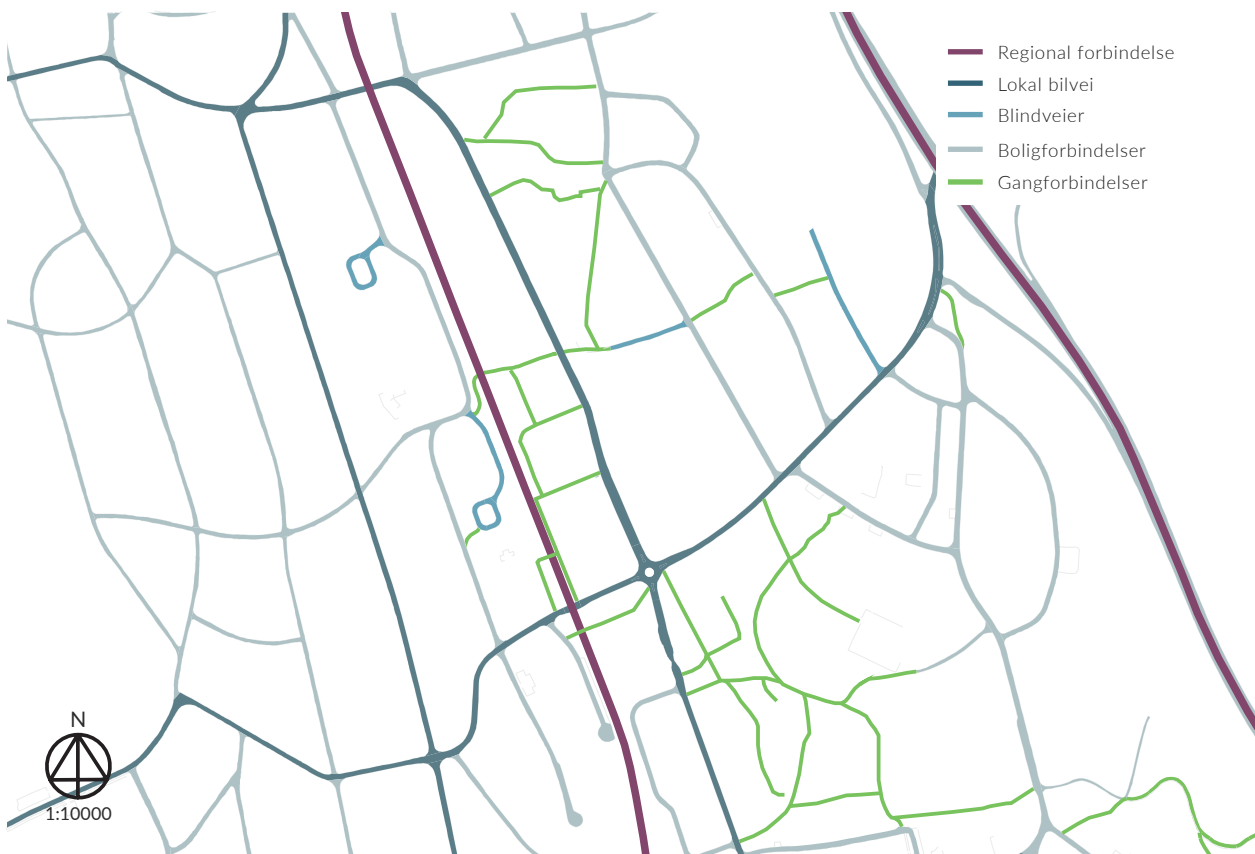 Regional forbindelse
Lokal bilvei
Blindveier
Boligforbindelser
Gangforbindelser
N
1:10000